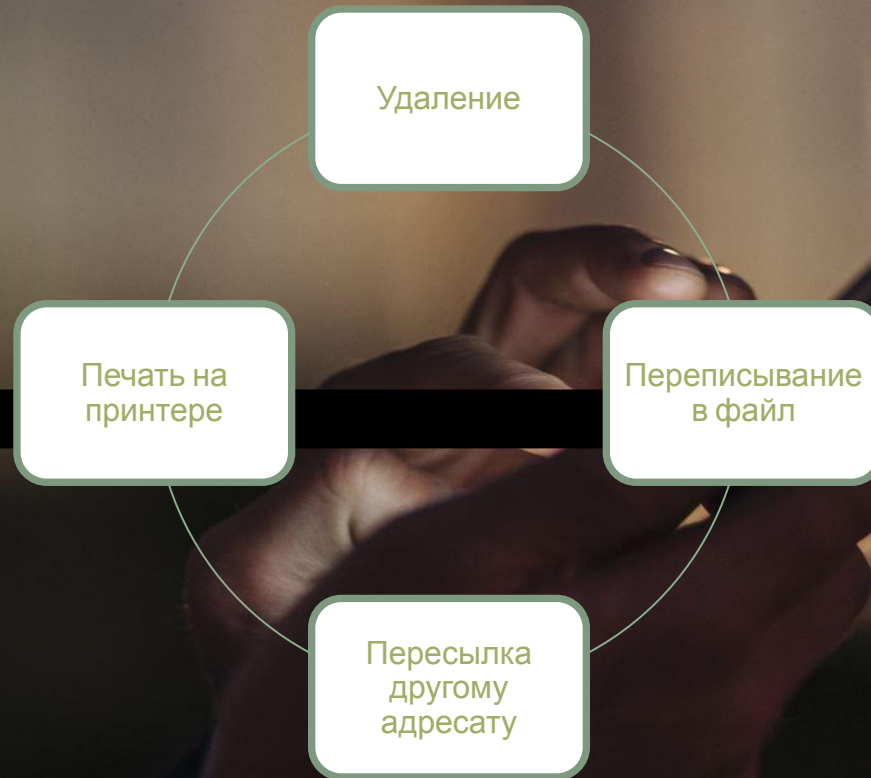 Удаление
Печать на
принтере
Переписывание
в файл
Пересылка
другому
адресату